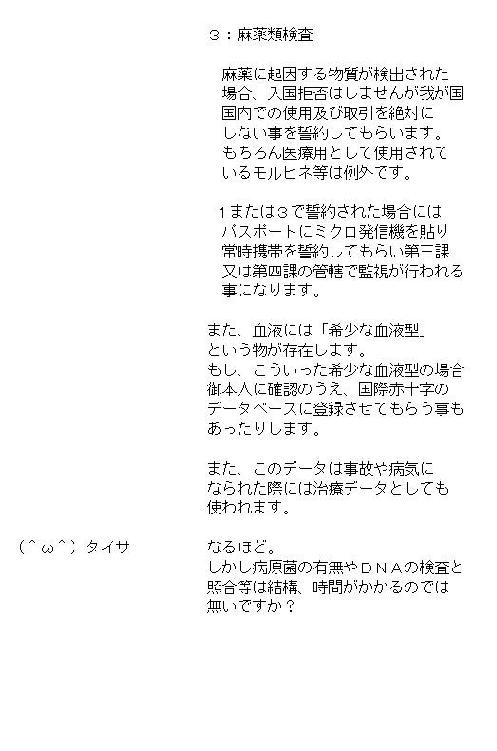 ３：麻薬類検査
麻薬に起因する物質が検出された
場合、入国拒否はしませんが我が国
国内での使用及び取引を絶対に
しない事を誓約してもらいます。
もちろん医療用として使用されて
いるモルヒネ等は例外です。
１または３で誓約された場合には
パスポートにミクロ発信機を貼り
常時携帯を誓約してもらい第三課
又は第四課の管轄で監視が行われる
事になります。
また、血液には「希少な血液型」
という物が存在します。
もし、こういった希少な血液型の場合
御本人に確認のうえ、国際赤十字の
データベースに登録させてもらう事も
あったりします。
また、このデータは事故や病気に
なられた際には治療データとしても
使われます。
（＾ω＾）タイサ　なるほど。
しかし病原菌の有無やＤＮＡの検査と
照合等は結構、時間がかかるのでは
無いですか？